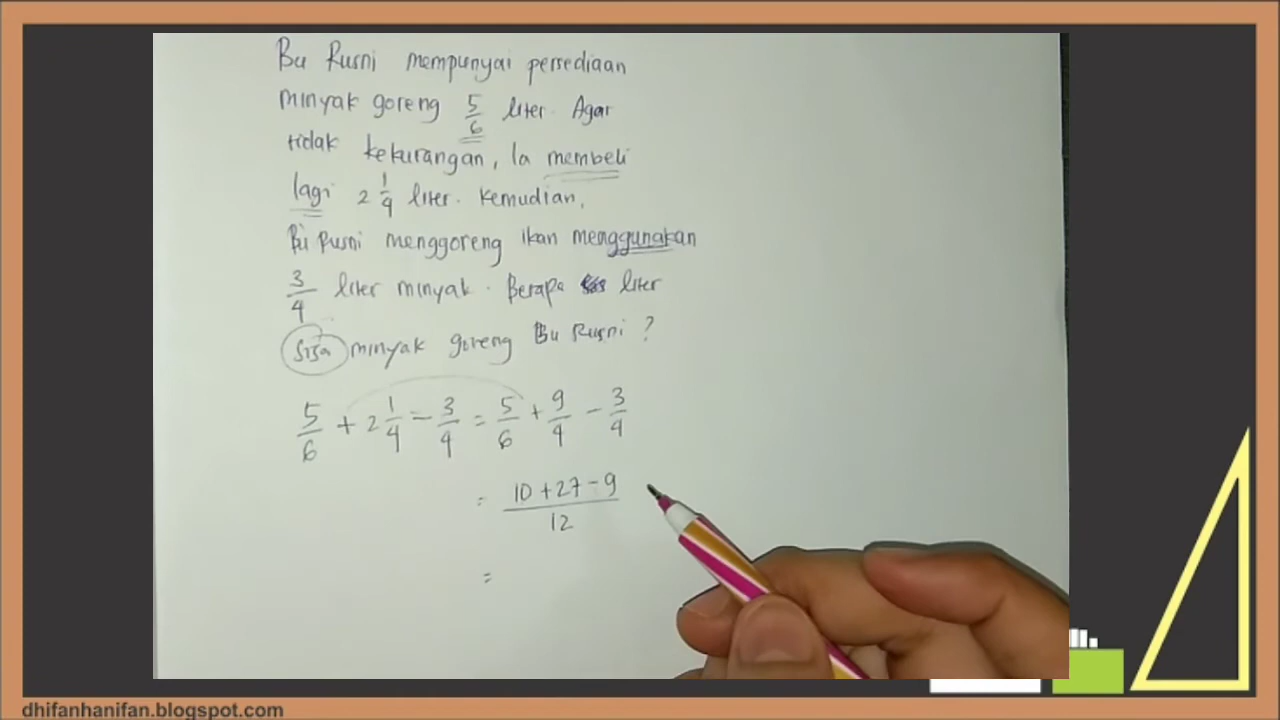 Bu Rusni mempunyai persediaan
minyak goreng 5/6 liter. Agar
tidak kekurangan, Ia membeli
lagi 2 1/4 liter. Kemudian,
Bu Rusni menggoreng ikan menggunakan
3/4 liter minyak. Berapa liter
sisa minyak goreng Bu Rusni?
5/6 + 2 1/4 - 3/4 = 5/6 + 9/4 - 3/4
= 10 + 27 - 9 / 12
=
dhifanhanifan.blogspot.com